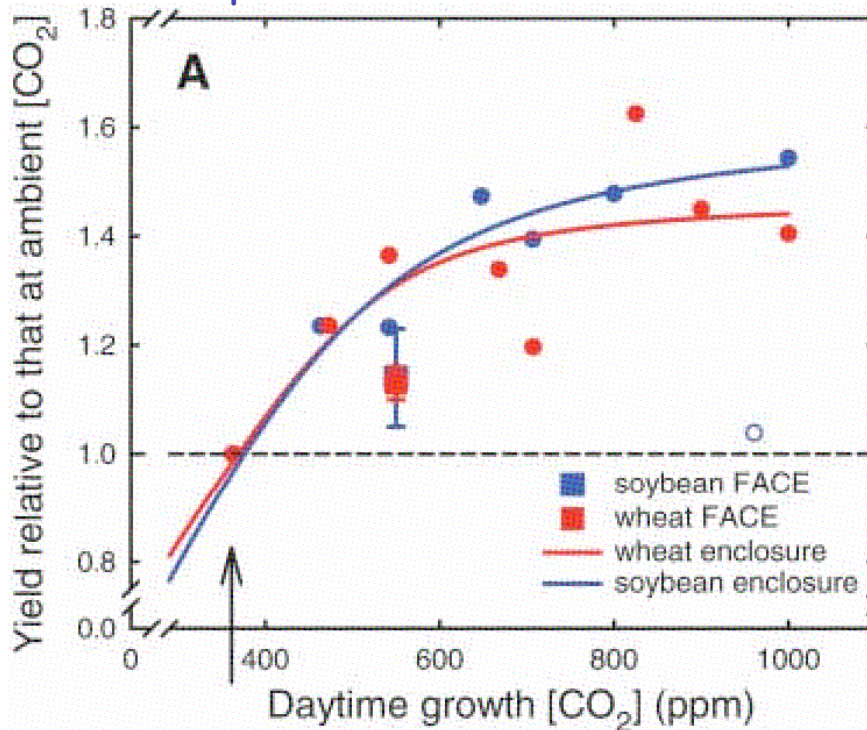 A
Yield relative to that at ambient [CO₂]
1.8
1.6
1.4
1.2
1.0
0.8
0.0
soybean FACE
wheat FACE
wheat enclosure
soybean enclosure
0 400 600 800 1000
Daytime growth [CO₂] (ppm)